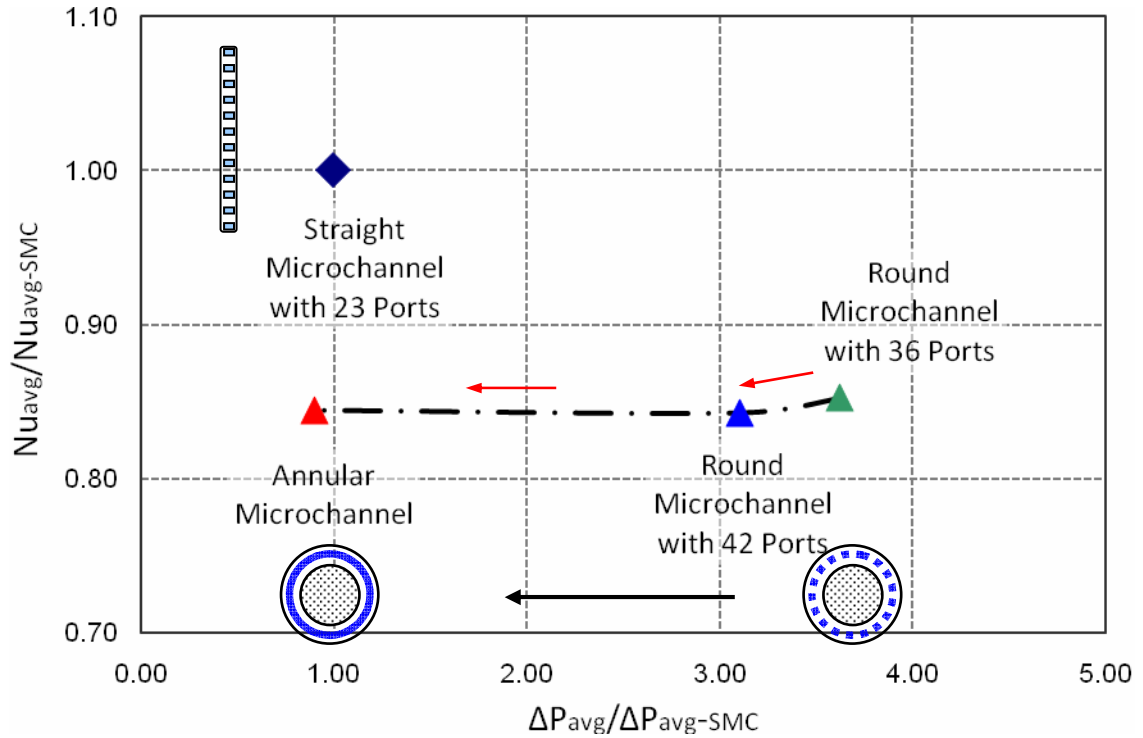 1.10
1.00
0.90
0.80
0.70
Nuavg/Nuavg-SMC
Straight
Microchannel
with 23 Ports
Round
Microchannel
with 36 Ports
Annular
Microchannel
Round
Microchannel
with 42 Ports
0.00
1.00
2.00
3.00
4.00
5.00
ΔPavg/ΔPavg-SMC